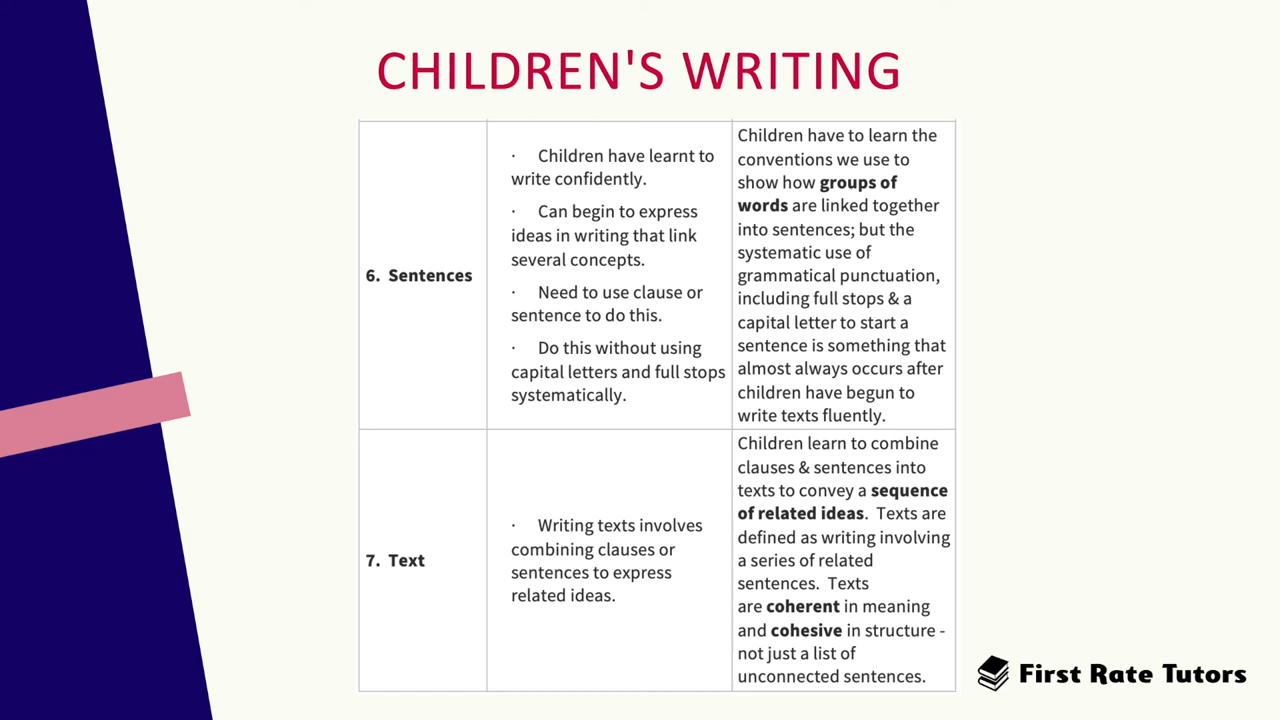 CHILDREN'S WRITING
6. Sentences
· Children have learnt to
write confidently.
· Can begin to express
ideas in writing that link
several concepts.
· Need to use clause or
sentence to do this.
· Do this without using
capital letters and full stops
systematically.
Children have to learn the
conventions we use to
show how groups of
words are linked together
into sentences; but the
systematic use of
grammatical punctuation,
including full stops & a
capital letter to start a
sentence is something that
almost always occurs after
children have begun to
write texts fluently.
7. Text
· Writing texts involves
combining clauses or
sentences to express
related ideas.
Children learn to combine
clauses & sentences into
texts to convey a sequence
of related ideas. Texts are
defined as writing involving
a series of related
sentences. Texts
are coherent in meaning
and cohesive in structure -
not just a list of
unconnected sentences.
First Rate Tutors